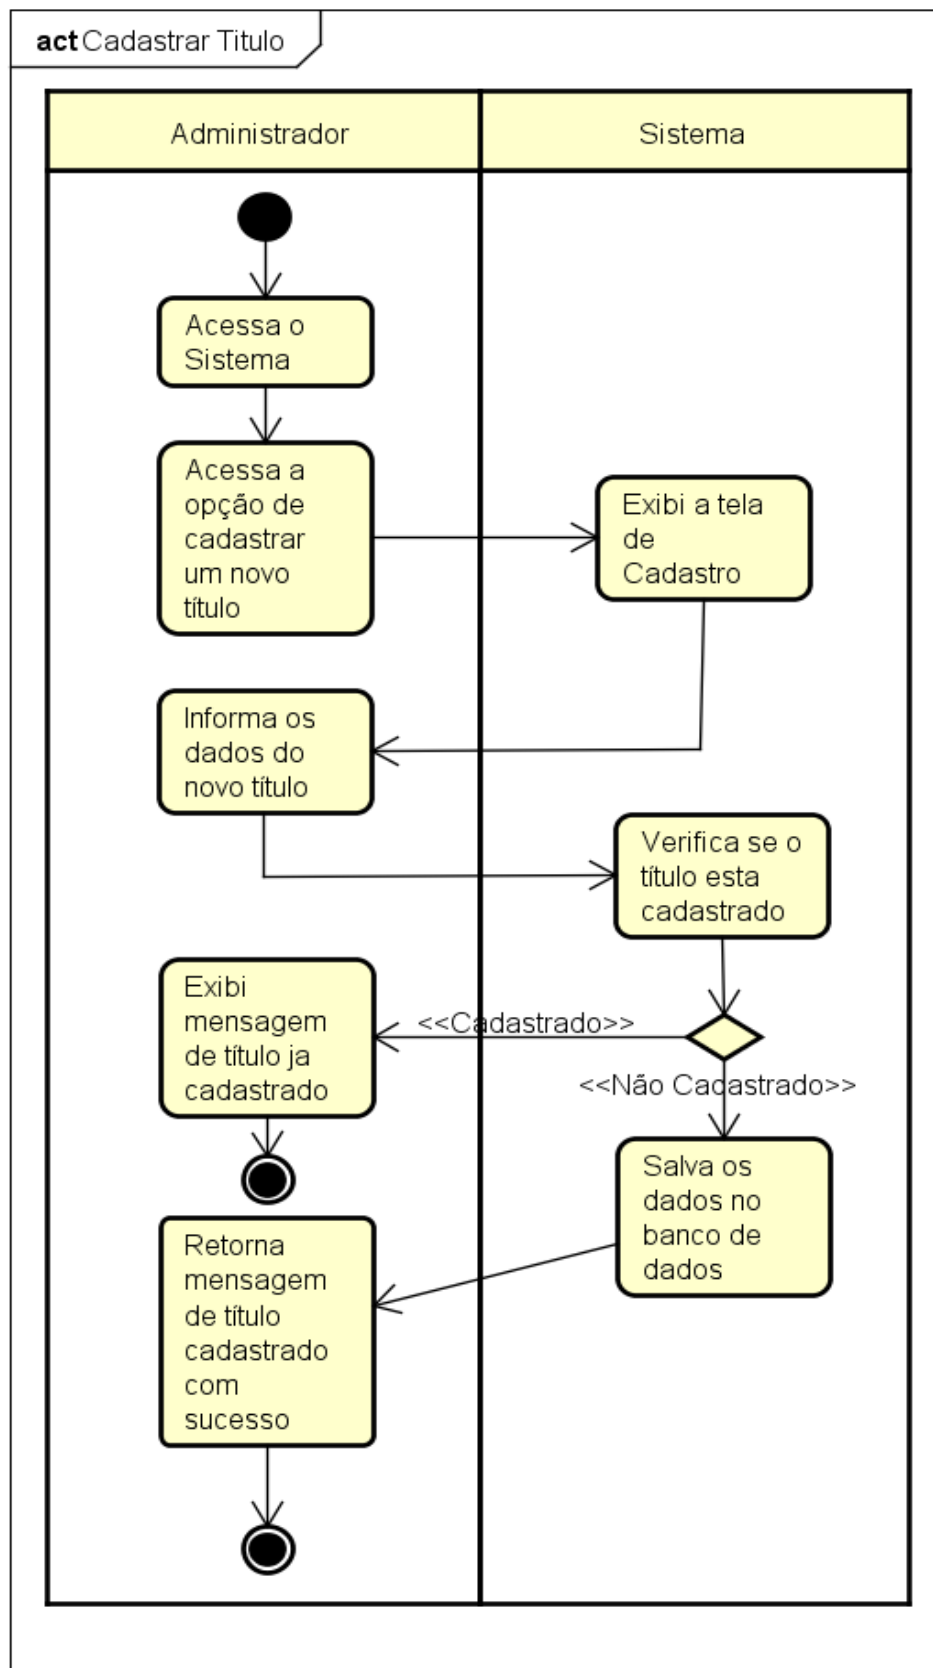 act Cadastrar Titulo
Administrador
Sistema
Acessa o
Sistema
Acessa a
opção de
cadastrar
um novo
título
Exibi a tela
de
Cadastro
Informa os
dados do
novo título
Verifica se o
título esta
cadastrado
Exibi
mensagem
de título ja
cadastrado
<<Cadastrado>>
<<Não Cadastrado>>
Salva os
dados no
banco de
dados
Retorna
mensagem
de título
cadastrado
com
sucesso